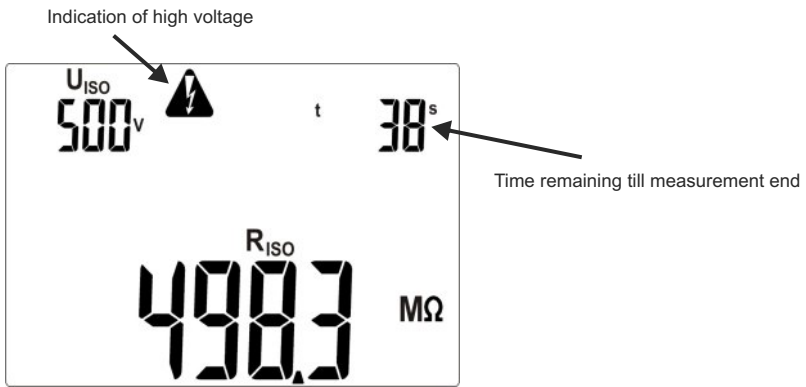 Indication of high voltage
UISO
500V
t
38s
Time remaining till measurement end
RISO
498.3
MΩ